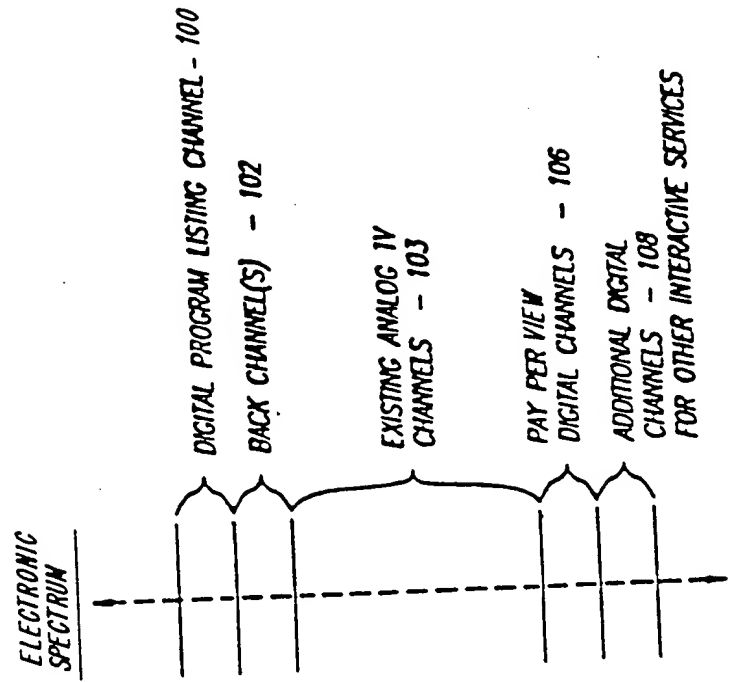 ELECTRONIC
SPECTRUM
DIGITAL PROGRAM LISTING CHANNEL - 100
BACK CHANNEL(S) - 102
EXISTING ANALOG TV
CHANNELS - 103
PAY PER VIEW
DIGITAL CHANNELS - 106
ADDITIONAL DIGITAL
CHANNELS - 108
FOR OTHER INTERACTIVE SERVICES